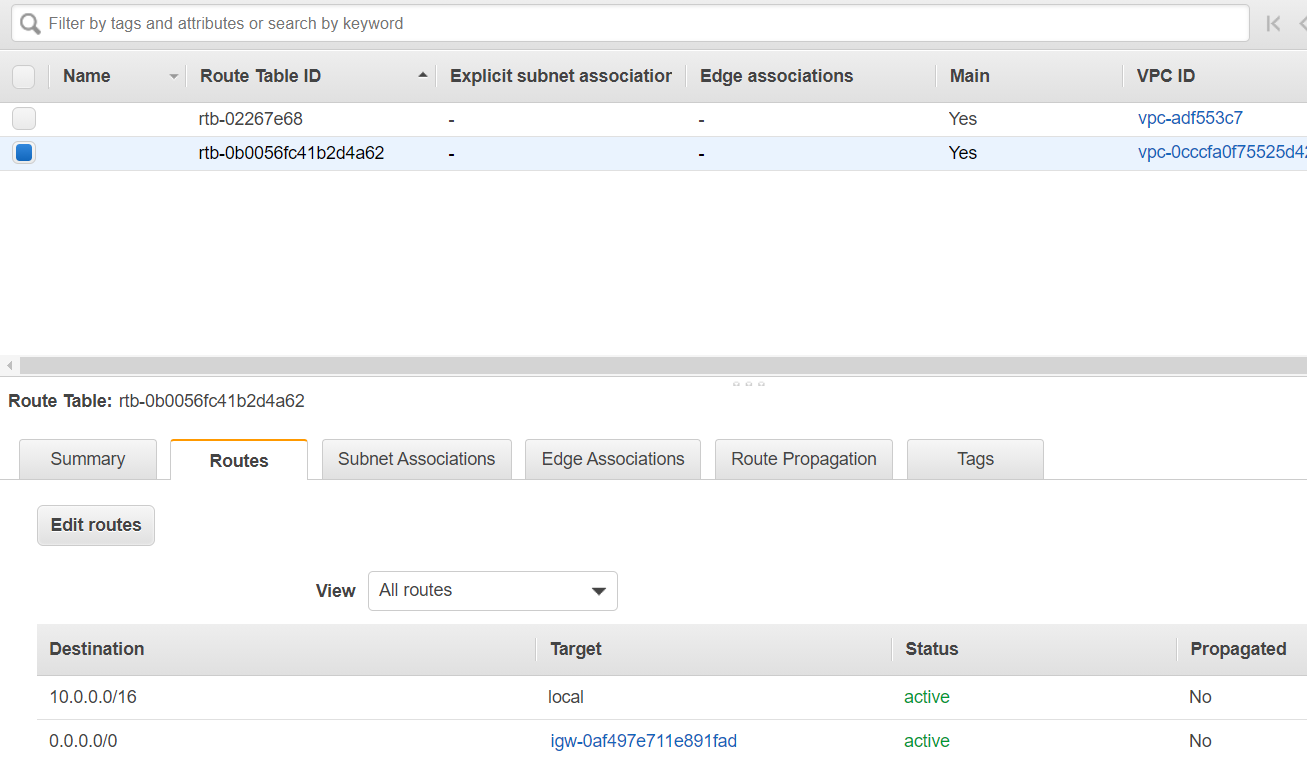 Filter by tags and attributes or search by keyword
Name Route Table ID Explicit subnet association Edge associations Main VPC ID
rtb-02267e68 - - Yes vpc-adf553c7
rtb-0b0056fc41b2d4a62 - - Yes vpc-0cccfa0f75525d42
Route Table: rtb-0b0056fc41b2d4a62
Summary Routes Subnet Associations Edge Associations Route Propagation Tags
Edit routes
View All routes
Destination Target Status Propagated
10.0.0.0/16 local active No
0.0.0.0/0 igw-0af497e711e891fad active No